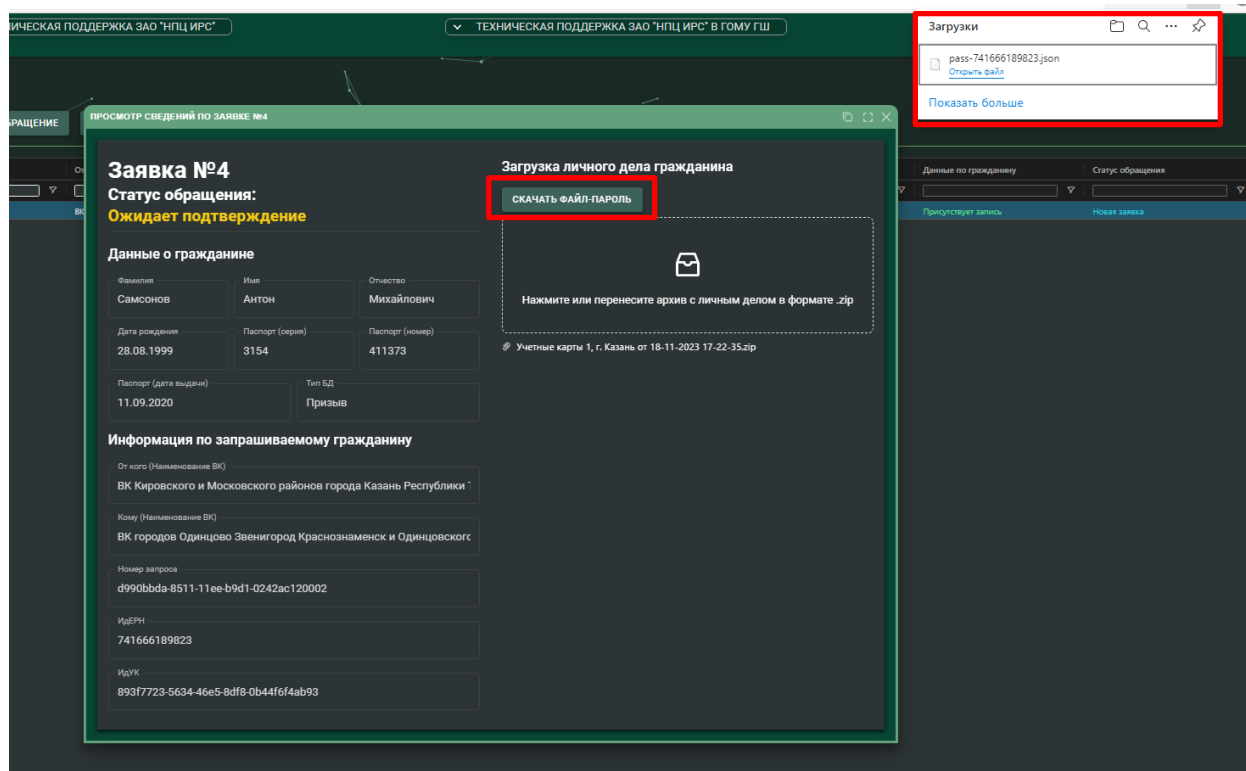 ИЧЕСКАЯ ПОДДЕРЖКА ЗАО "НПЦ ИРС"
ТЕХНИЧЕСКАЯ ПОДДЕРЖКА ЗАО "НПЦ ИРС" В ГОМУ ГШ
Загрузки
pass-741666189823.json
Открыть файл
Показать больше
БРАЩЕНИЕ
ПРОСМОТР СВЕДЕНИЙ ПО ЗАЯВКЕ №4
От
ВК
Данные по гражданину
Статус обращения
Присутствует запись
Новая заявка
Заявка №4
Статус обращения:
Ожидает подтверждение
Данные о гражданине
Фамилия
Имя
Отчество
Самсонов
Антон
Михайлович
Дата рождения
Паспорт (серия)
Паспорт (номер)
28.08.1999
3154
411373
Паспорт (дата выдачи)
Тип БД
11.09.2020
Призыв
Информация по запрашиваемому гражданину
От кого (Наименование ВК)
ВК Кировского и Московского районов города Казань Республики
Кому (Наименование ВК)
ВК городов Одинцово Звенигород Краснознаменск и Одинцовског
Номер запроса
d990bbda-8511-11ee-b9d1-0242ac120002
ИдЕРН
741666189823
ИдУК
893f7723-5634-46e5-8df8-0b44f6f4ab93
Загрузка личного дела гражданина
СКАЧАТЬ ФАЙЛ-ПАРОЛЬ
Нажмите или перенесите архив с личным делом в формате .zip
Учетные карты 1, г. Казань от 18-11-2023 17-22-35.zip